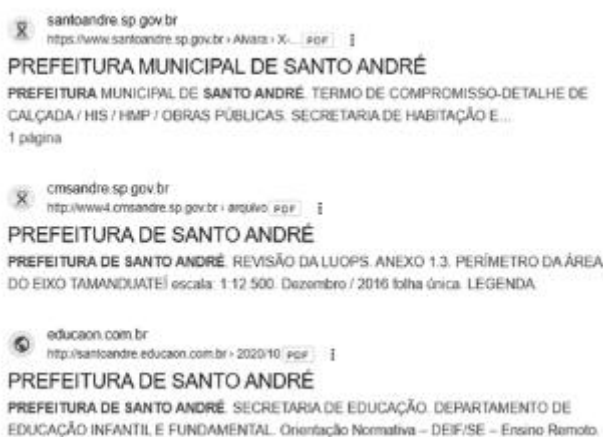 santoandre.sp.gov.br
https://www.santoandre.sp.gov.br › Alvara › X-... PDF
PREFEITURA MUNICIPAL DE SANTO ANDRÉ
PREFEITURA MUNICIPAL DE SANTO ANDRÉ. TERMO DE COMPROMISSO-DETALHE DE
CALÇADA / HIS / HMP / OBRAS PÚBLICAS. SECRETARIA DE HABITAÇÃO E...
1 página
cmsandre.sp.gov.br
http://www4.cmsandre.sp.gov.br › arquivo PDF
PREFEITURA DE SANTO ANDRÉ
PREFEITURA DE SANTO ANDRÉ. REVISÃO DA LUOPS. ANEXO 1.3. PERÍMETRO DA ÁREA
DO EIXO TAMANDUATEÍ escala: 1:12.500. Dezembro / 2016 folha única. LEGENDA.
educaon.com.br
http://santoandre.educaon.com.br › 2020/10 PDF
PREFEITURA DE SANTO ANDRÉ
PREFEITURA DE SANTO ANDRÉ. SECRETARIA DE EDUCAÇÃO. DEPARTAMENTO DE
EDUCAÇÃO INFANTIL E FUNDAMENTAL. Orientação Normativa – DEIF/SE – Ensino Remoto.